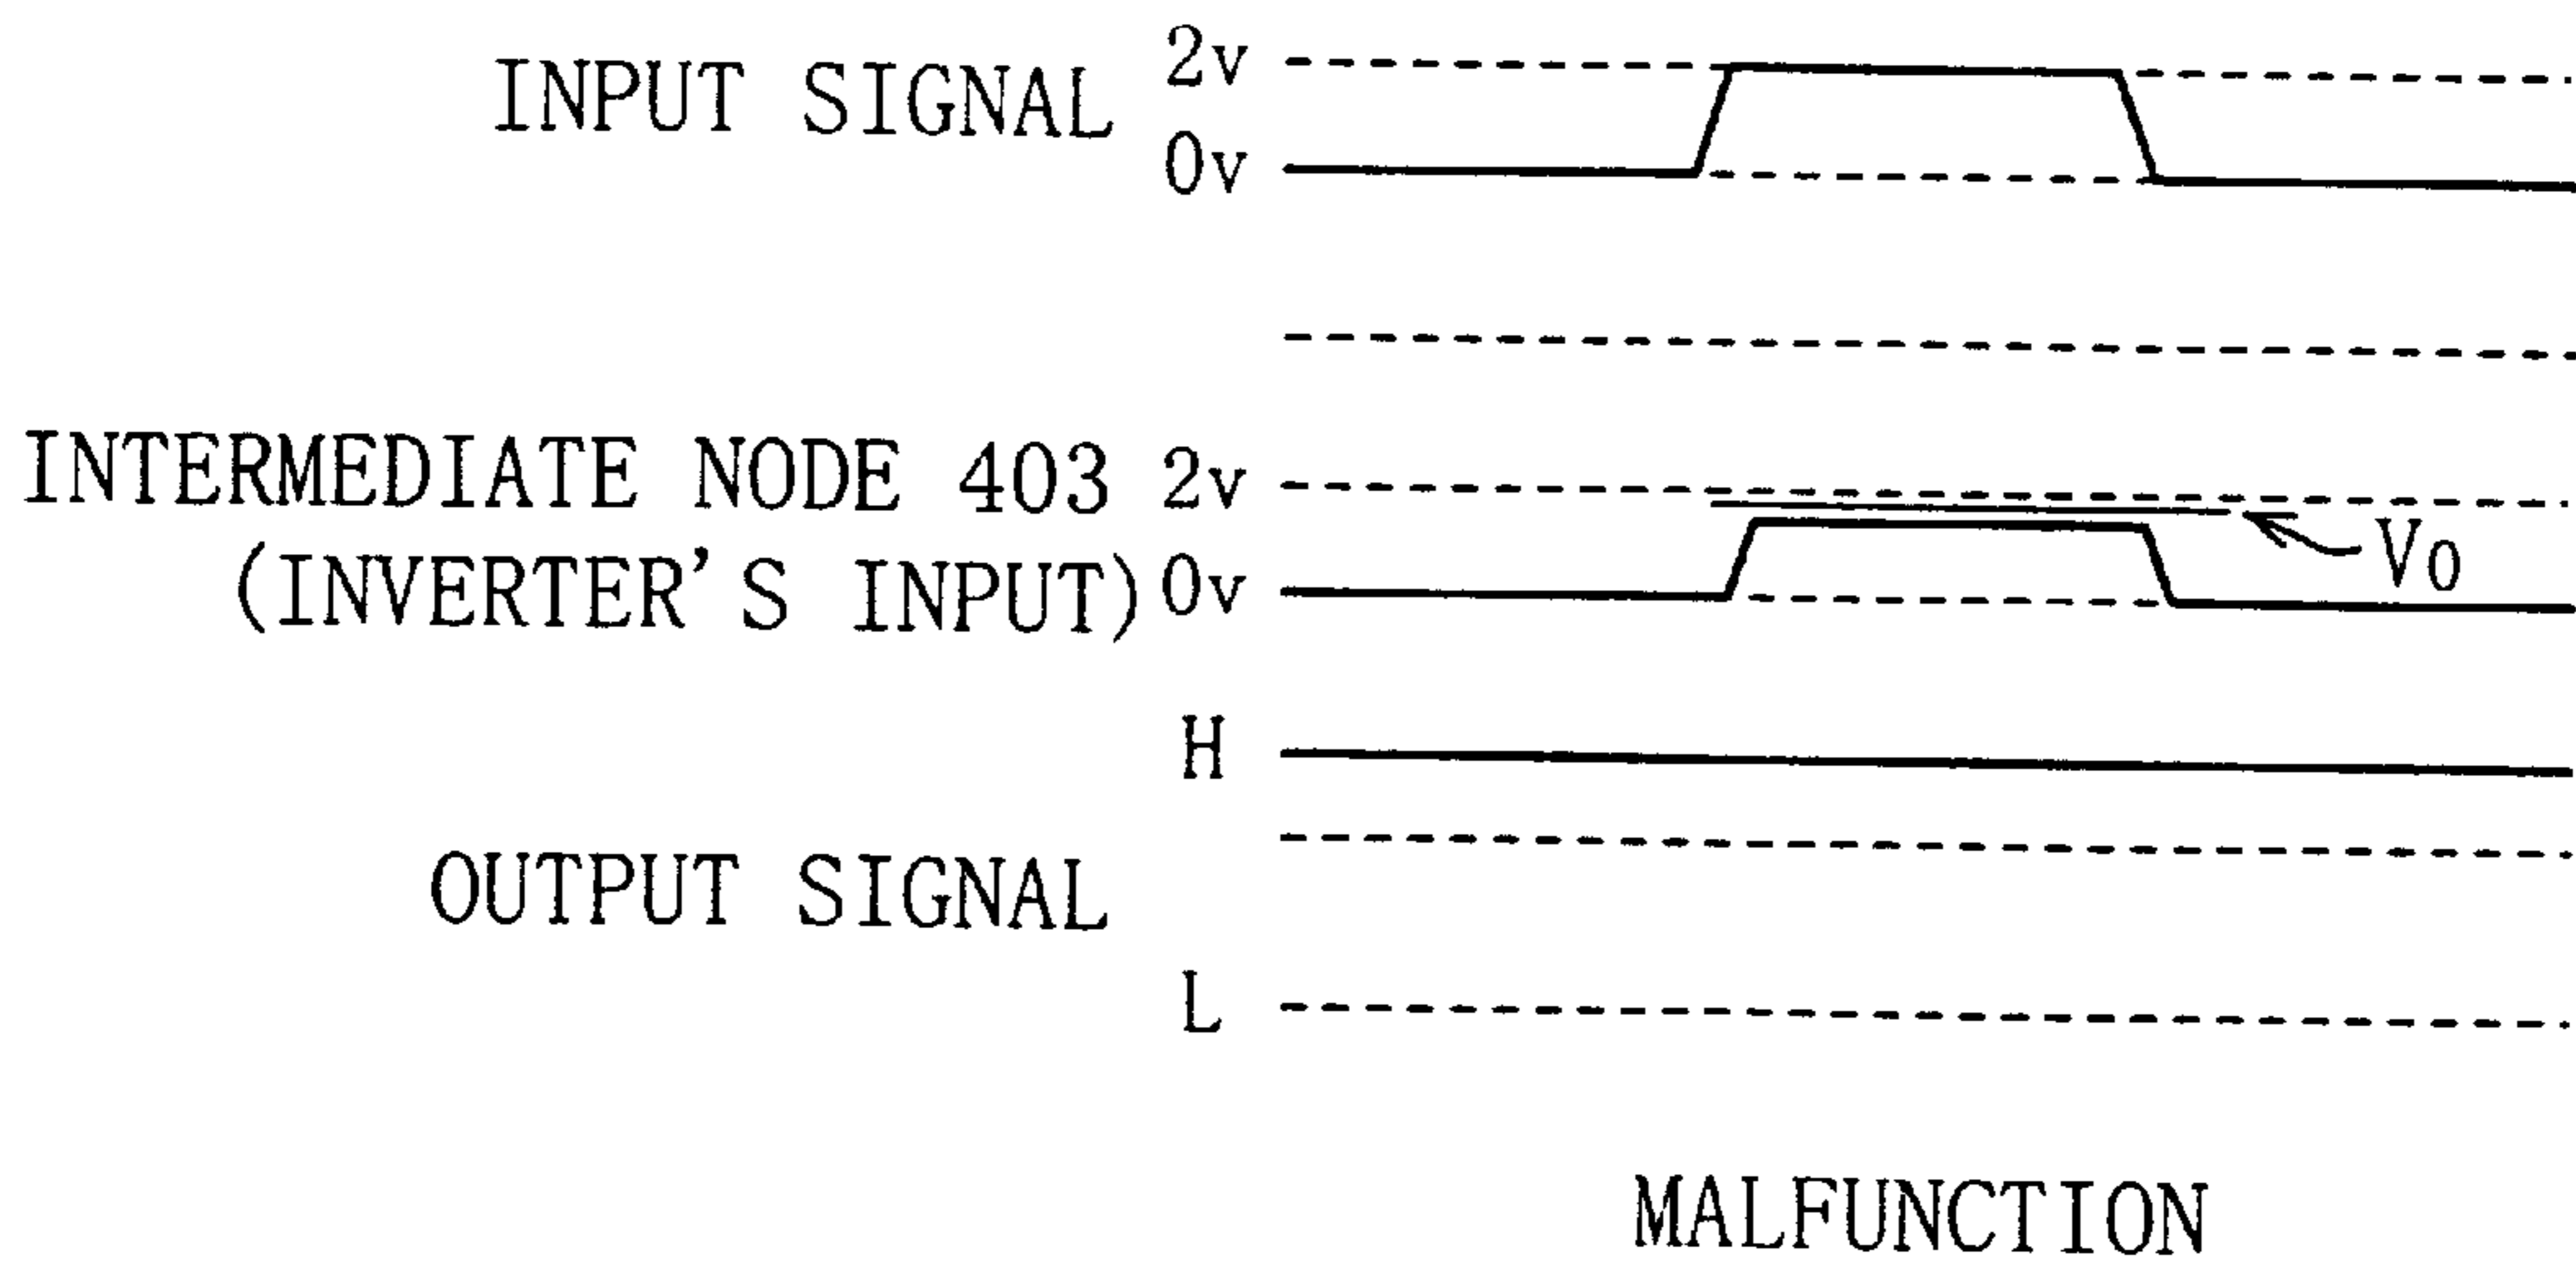 INPUT SIGNAL 2v
0v
INTERMEDIATE NODE 403 2v
(INVERTER'S INPUT) 0v
V0
H
OUTPUT SIGNAL
L
MALFUNCTION